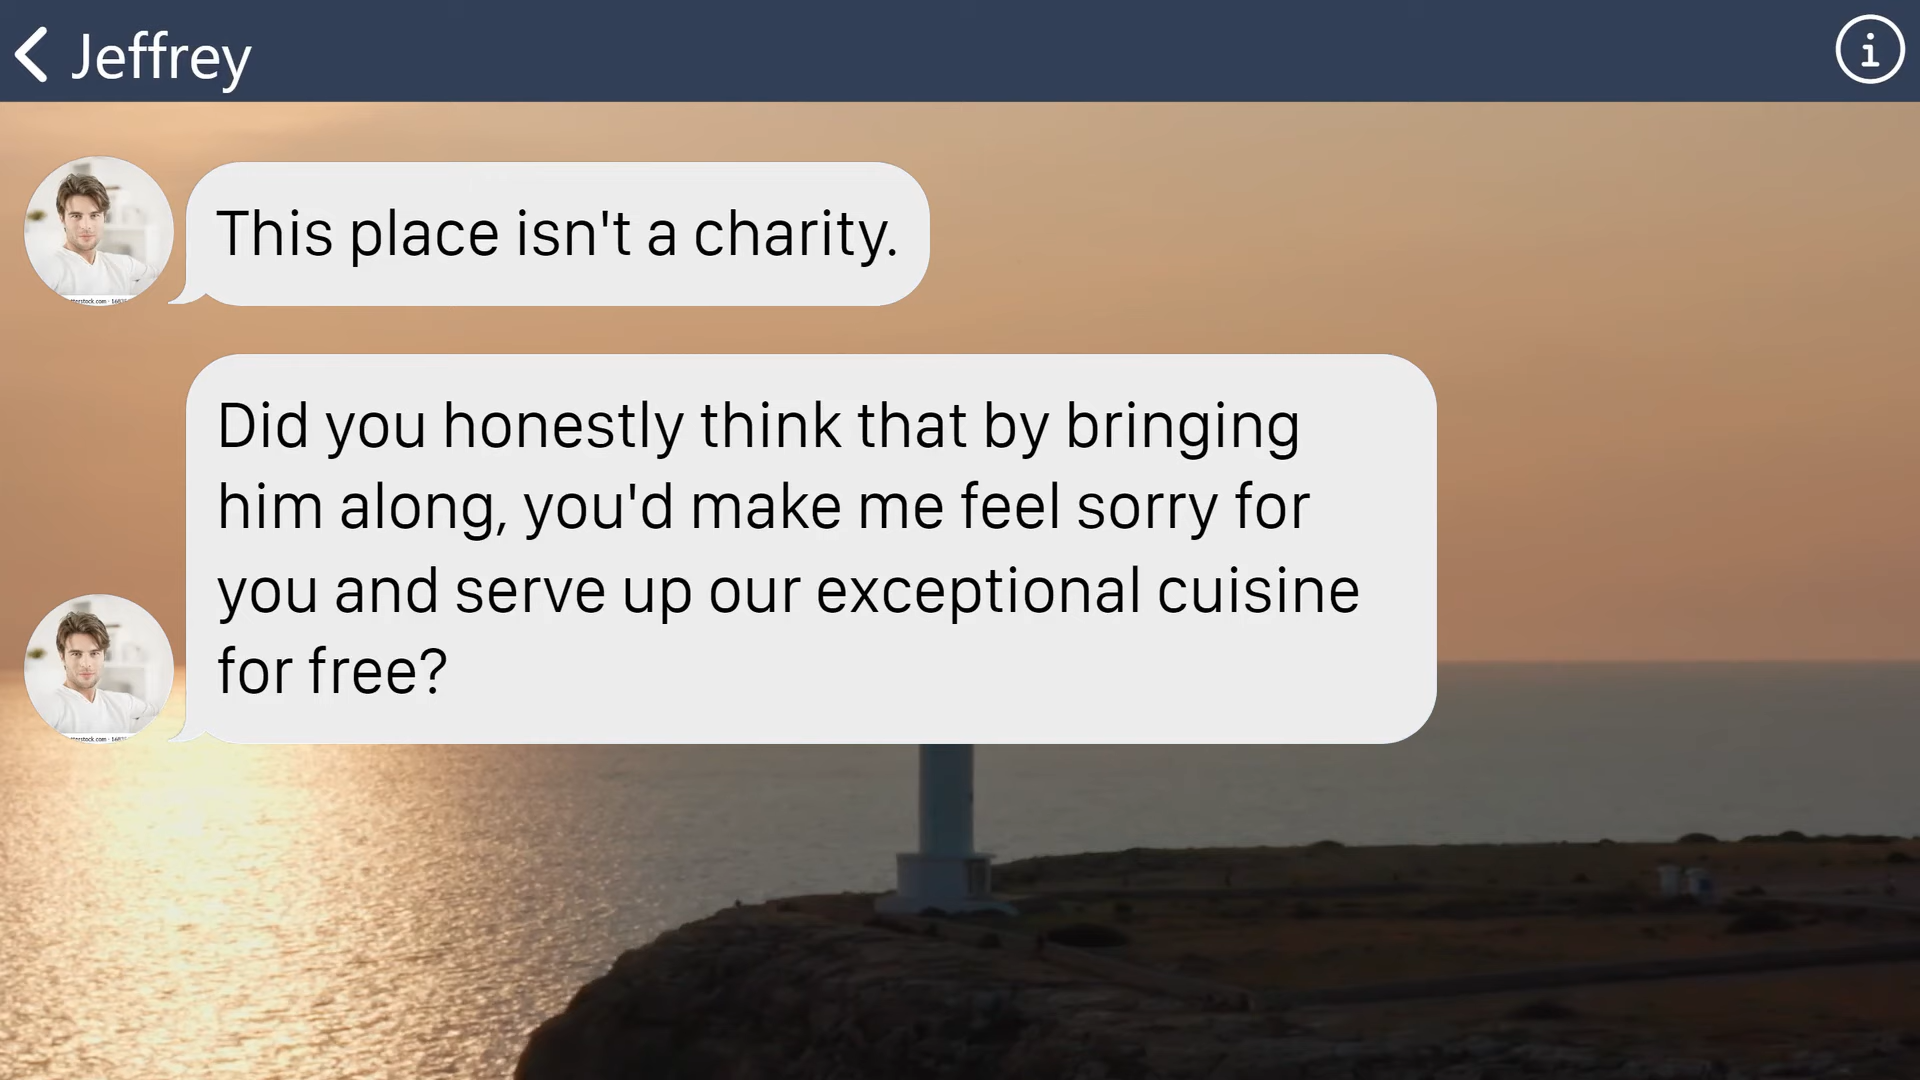 Jeffrey
This place isn't a charity.
Did you honestly think that by bringing
him along, you'd make me feel sorry for
you and serve up our exceptional cuisine
for free?